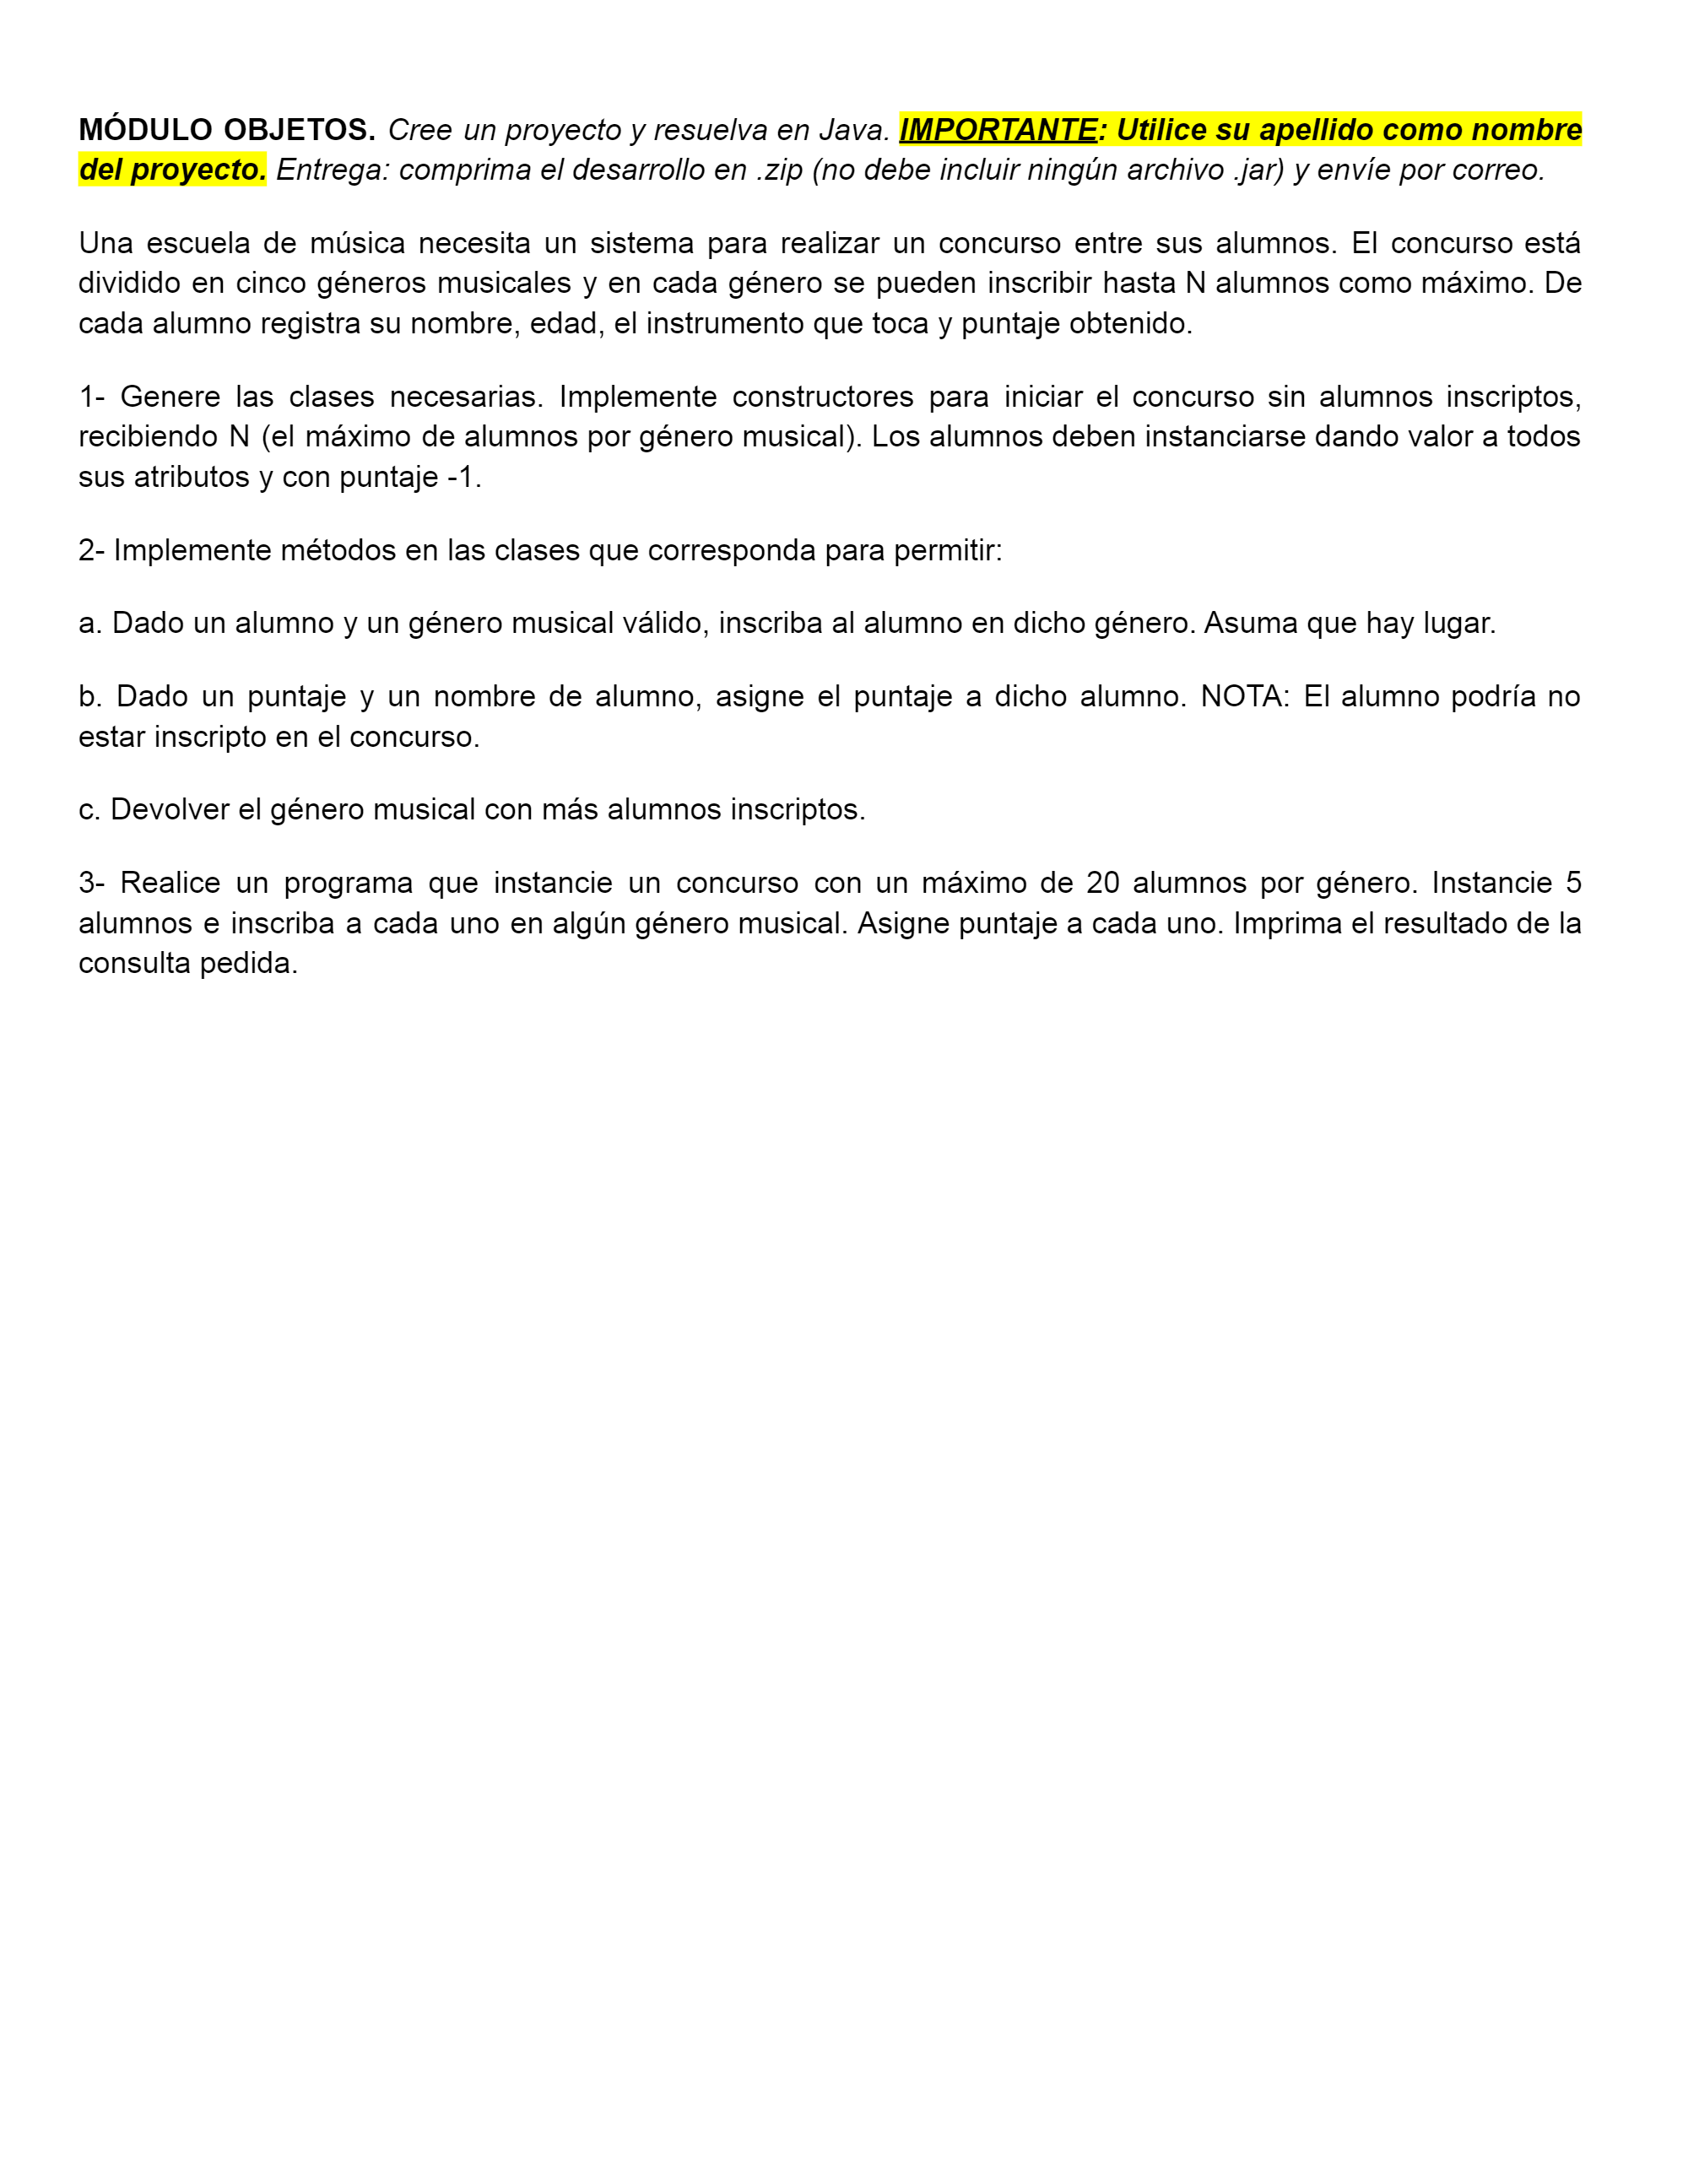 MÓDULO OBJETOS. Cree un proyecto y resuelva en Java. IMPORTANTE: Utilice su apellido como nombre
del proyecto. Entrega: comprima el desarrollo en .zip (no debe incluir ningún archivo .jar) y envíe por correo.
Una escuela de música necesita un sistema para realizar un concurso entre sus alumnos. El concurso está
dividido en cinco géneros musicales y en cada género se pueden inscribir hasta N alumnos como máximo. De
cada alumno registra su nombre, edad, el instrumento que toca y puntaje obtenido.
1- Genere las clases necesarias. Implemente constructores para iniciar el concurso sin alumnos inscriptos,
recibiendo N (el máximo de alumnos por género musical). Los alumnos deben instanciarse dando valor a todos
sus atributos y con puntaje -1.
2- Implemente métodos en las clases que corresponda para permitir:
a. Dado un alumno y un género musical válido, inscriba al alumno en dicho género. Asuma que hay lugar.
b. Dado un puntaje y un nombre de alumno, asigne el puntaje a dicho alumno. NOTA: El alumno podría no
estar inscripto en el concurso.
c. Devolver el género musical con más alumnos inscriptos.
3- Realice un programa que instancie un concurso con un máximo de 20 alumnos por género. Instancie 5
alumnos e inscriba a cada uno en algún género musical. Asigne puntaje a cada uno. Imprima el resultado de la
consulta pedida.